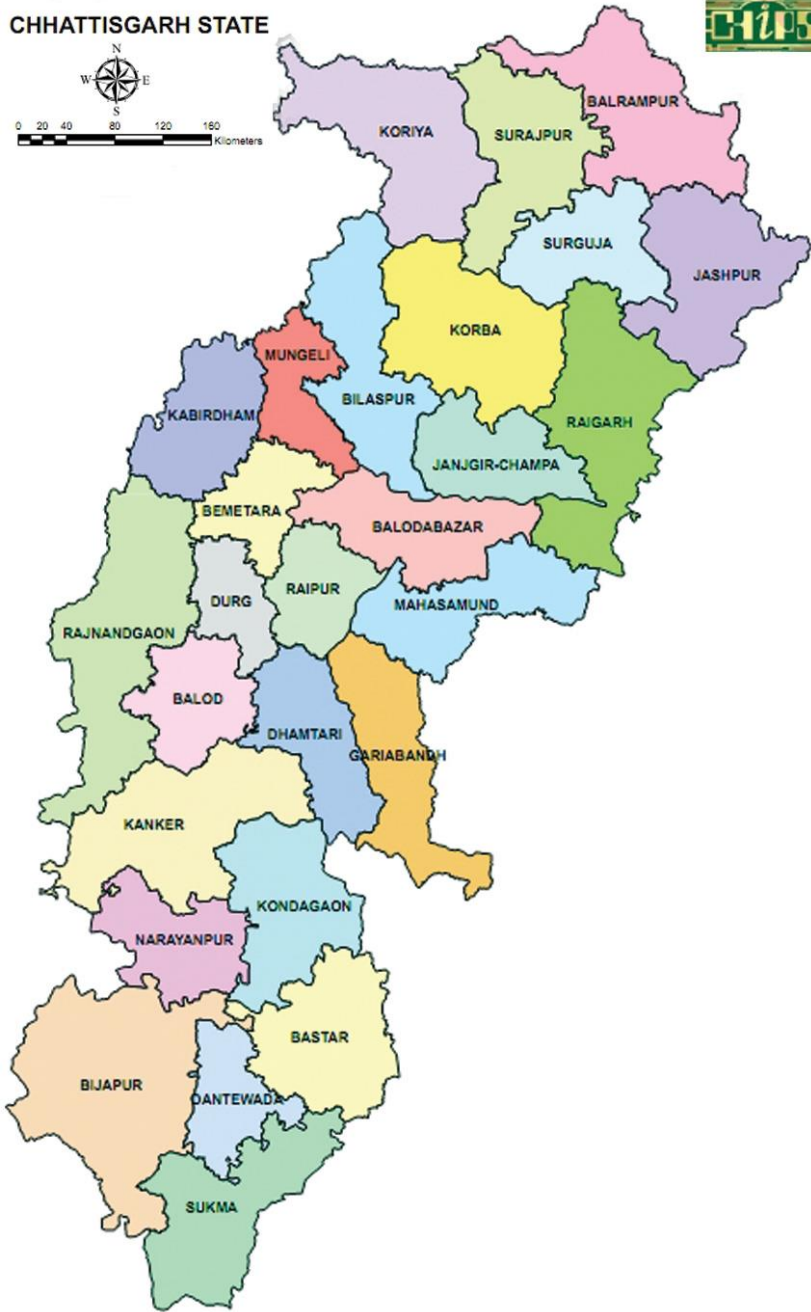 CHHATTISGARH STATE
CHiPS
N
W E
S
0 20 40 80 120 160
Kilometers
BALRAMPUR
KORIYA
SURAJPUR
SURGUJA
JASHPUR
KORBA
MUNGELI
BILASPUR
KABIRDHAM
RAIGARH
JANJGIR-CHAMPA
BEMETARA
BALODABAZAR
RAIPUR
DURG
MAHASAMUND
RAJNANDGAON
BALOD
DHAMTARI
GARIABANDH
KANKER
KONDAGAON
NARAYANPUR
BASTAR
BIJAPUR
DANTEWADA
SUKMA